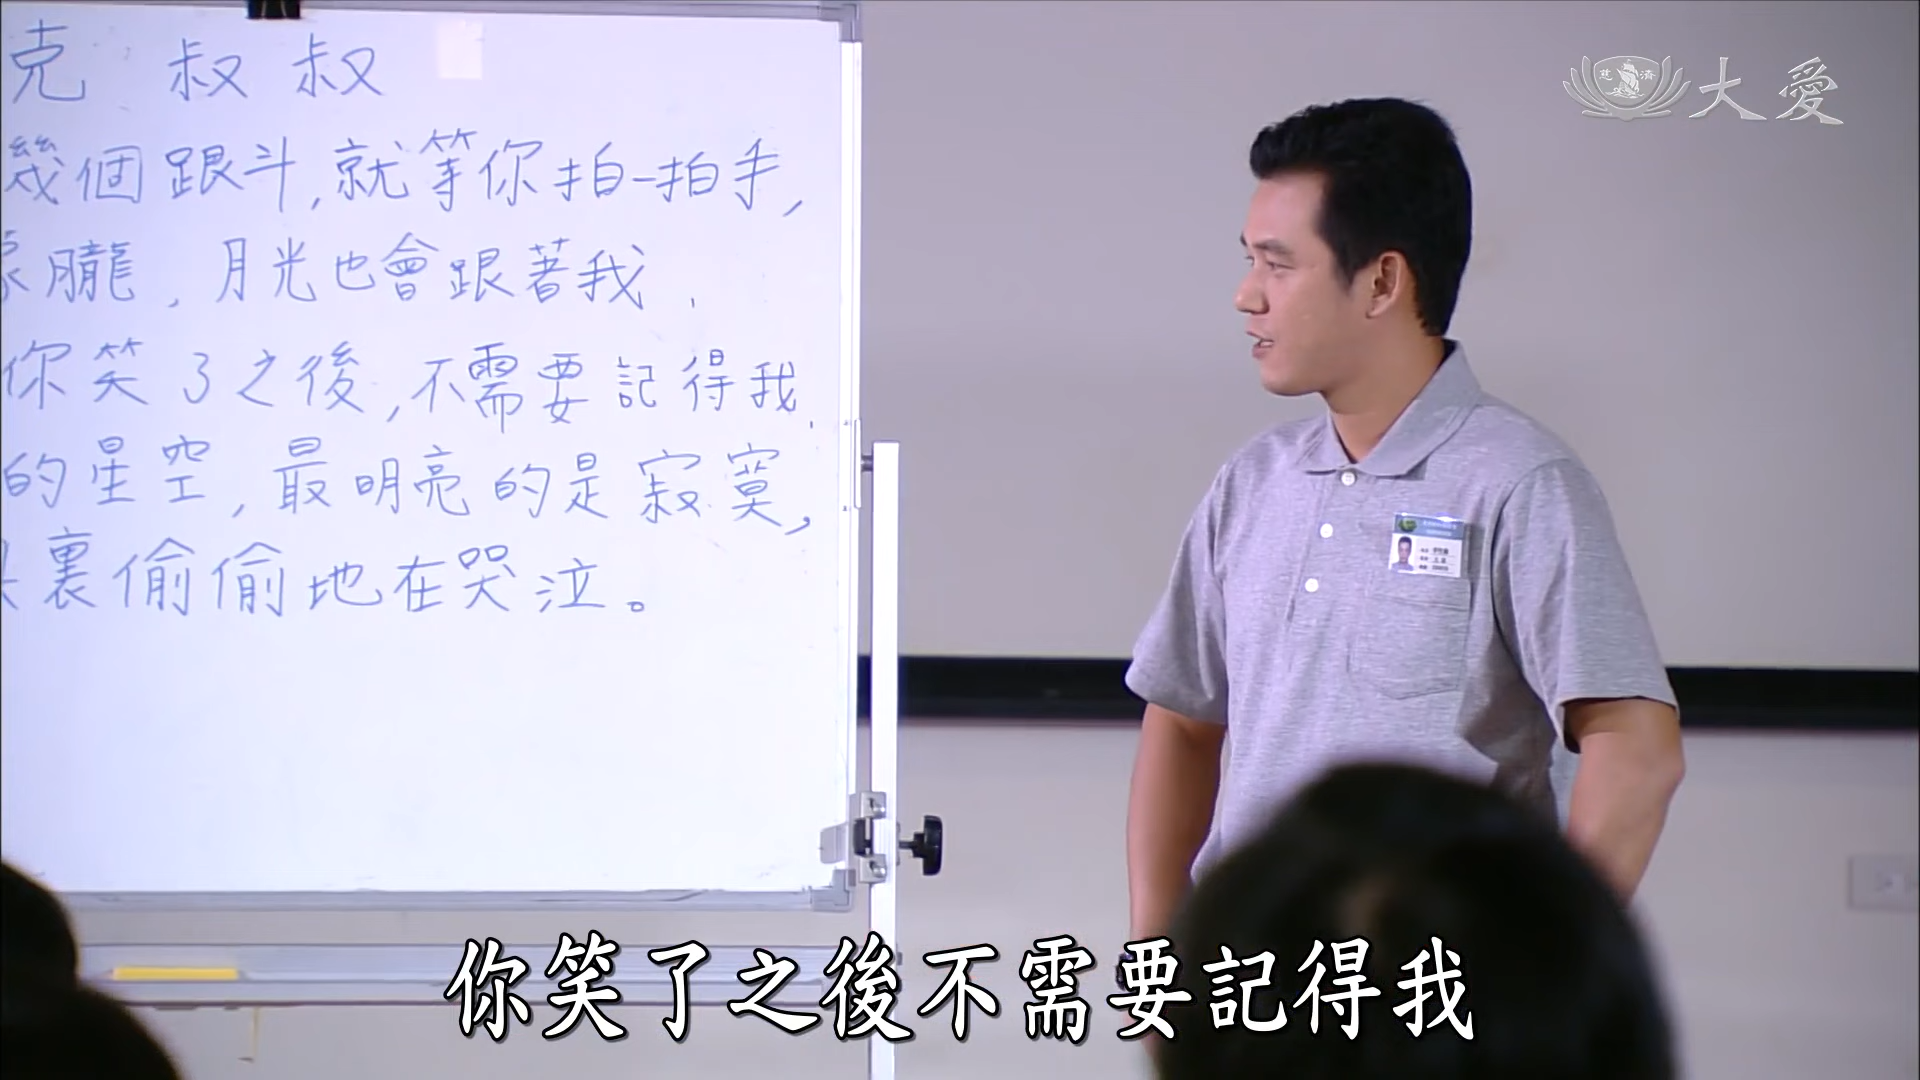 克 叔叔
幾個跟斗,就等你拍一拍手,
朧,月光也會跟著我.
你笑了之後,不需要記得我.
的星空,最明亮的是寂寞,
裏偷偷地在哭泣。
慈濟 大愛
你笑了之後不需要記得我